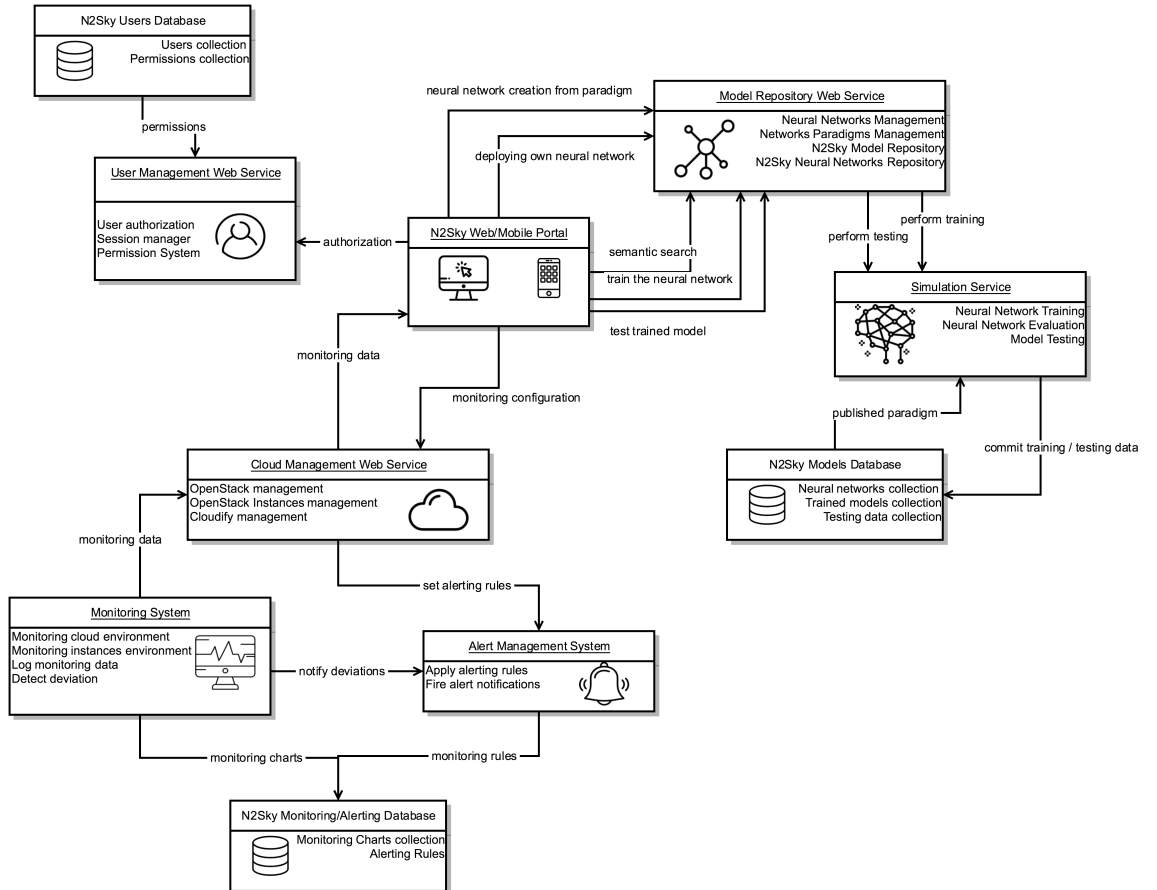 N2Sky Users Database
Users collection
Permissions collection
permissions
User Management Web Service
User authorization
Session manager
Permission System
authorization
neural network creation from paradigm
deploying own neural network
Model Repository Web Service
Neural Networks Management
Networks Paradigms Management
N2Sky Model Repository
N2Sky Neural Networks Repository
N2Sky Web/Mobile Portal
semantic search
train the neural network
test trained model
perform training
perform testing
Simulation Service
Neural Network Training
Neural Network Evaluation
Model Testing
monitoring data
monitoring configuration
published paradigm
commit training / testing data
Cloud Management Web Service
OpenStack management
OpenStack Instances management
Cloudify management
N2Sky Models Database
Neural networks collection
Trained models collection
Testing data collection
monitoring data
set alerting rules
Monitoring System
Monitoring cloud environment
Monitoring instances environment
Log monitoring data
Detect deviation
notify deviations
Alert Management System
Apply alerting rules
Fire alert notifications
monitoring charts
monitoring rules
N2Sky Monitoring/Alerting Database
Monitoring Charts collection
Alerting Rules